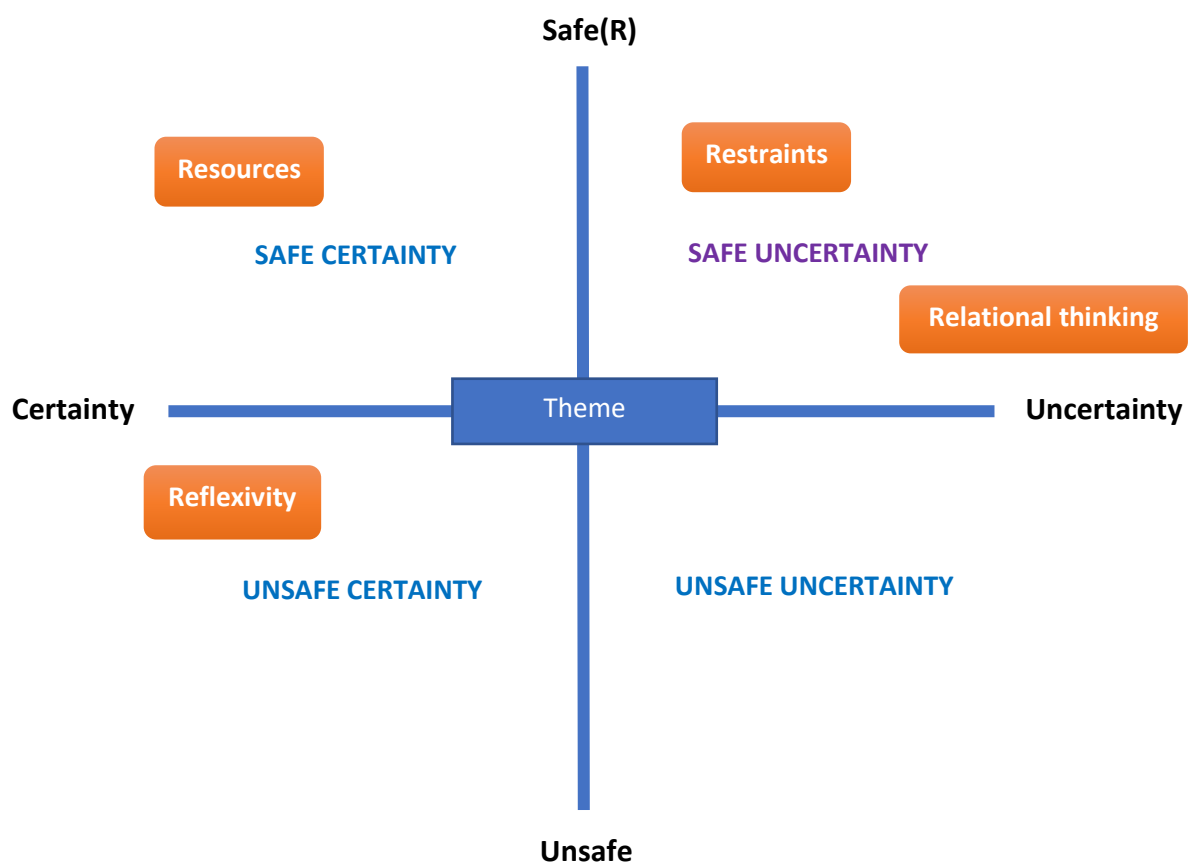 Safe(R)
Resources
Restraints
SAFE CERTAINTY
SAFE UNCERTAINTY
Relational thinking
Certainty
Theme
Uncertainty
Reflexivity
UNSAFE CERTAINTY
UNSAFE UNCERTAINTY
Unsafe